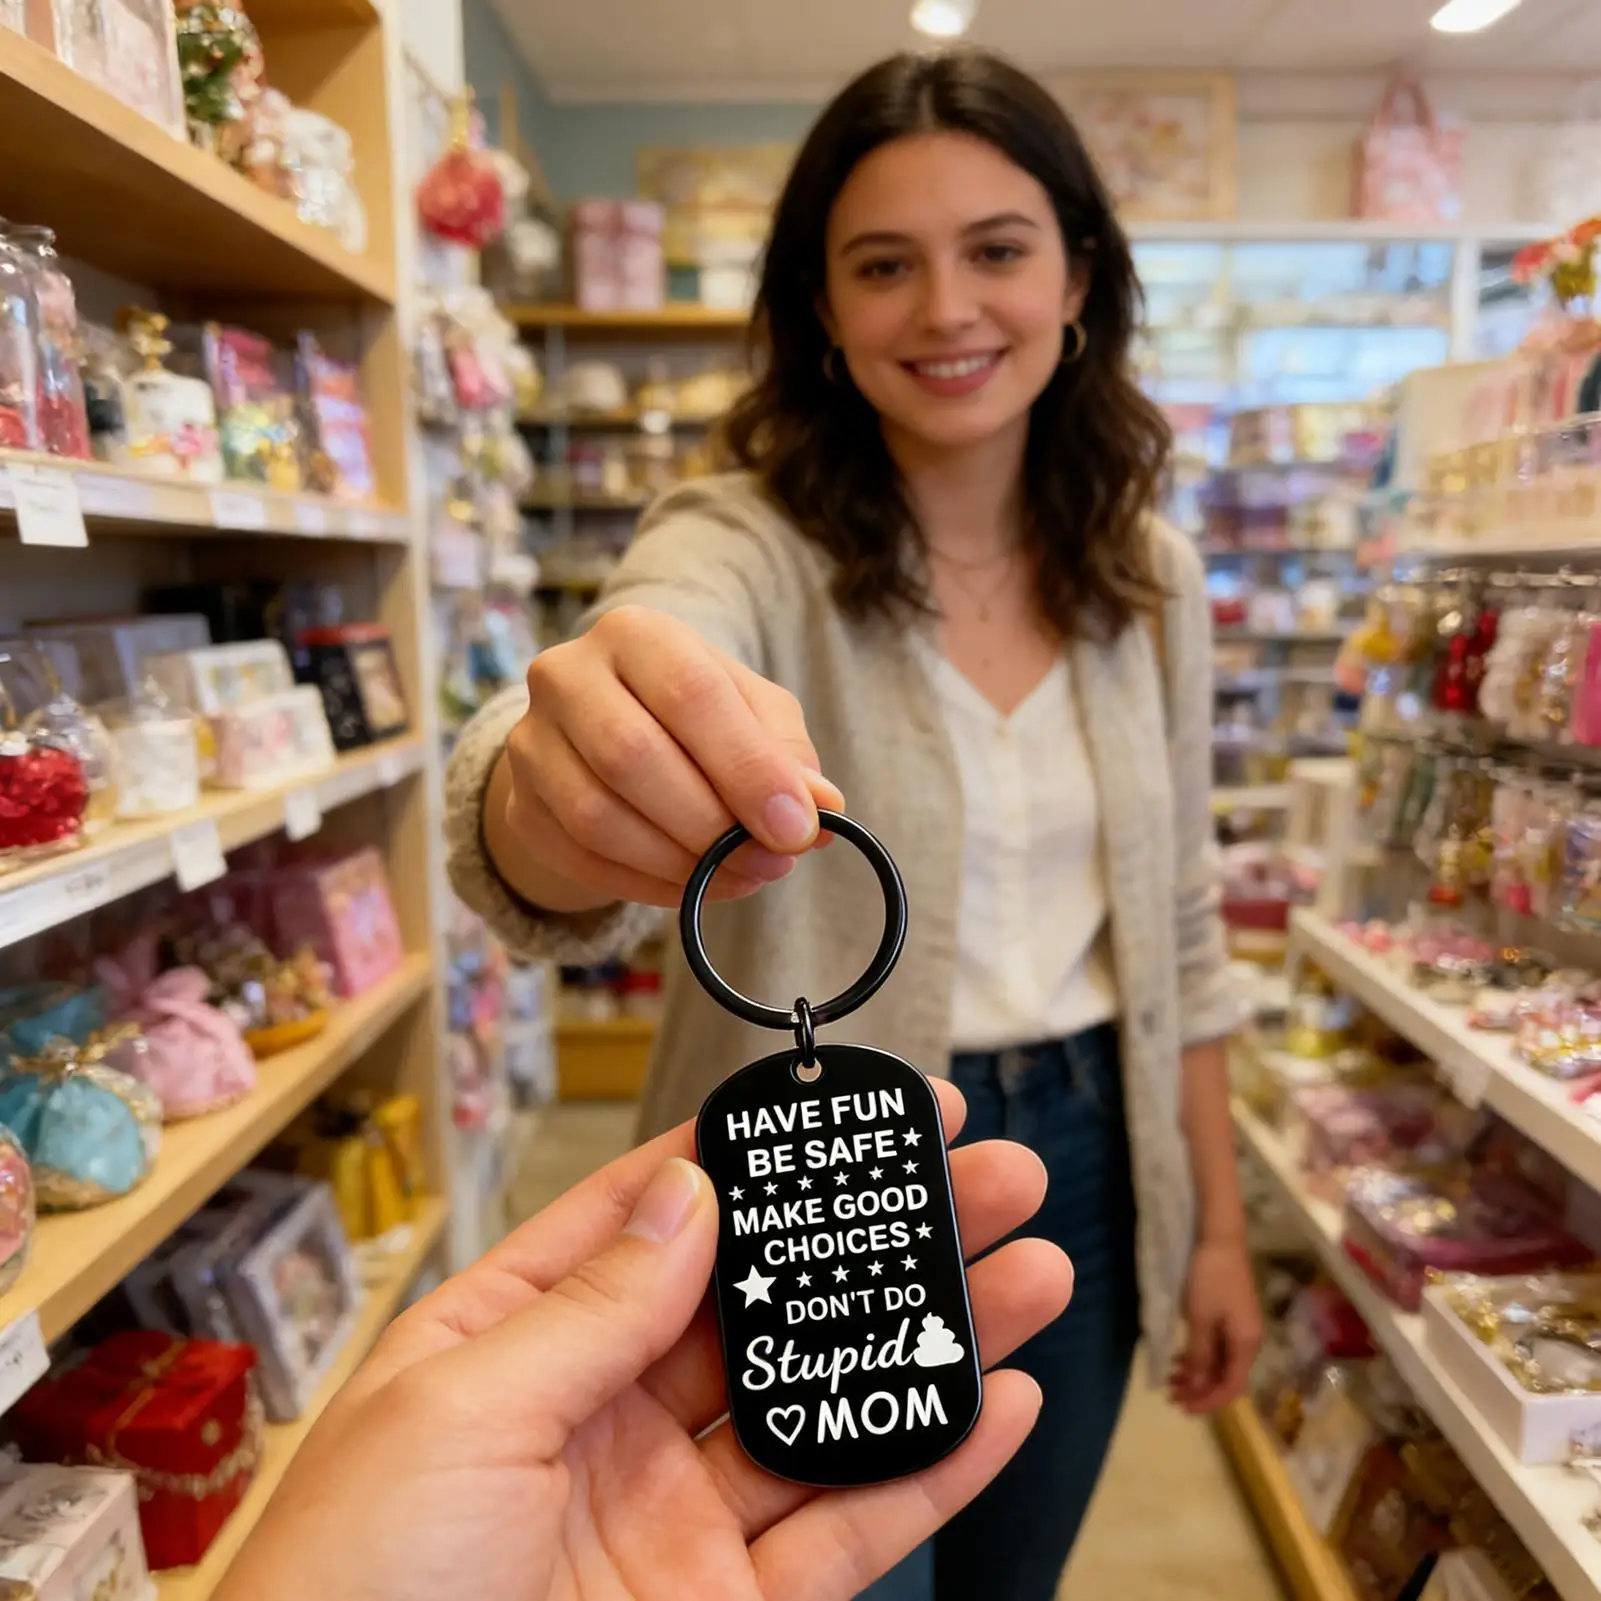 HAVE FUN
BE SAFE
MAKE GOOD
CHOICES
DON'T DO
Stupid
MOM